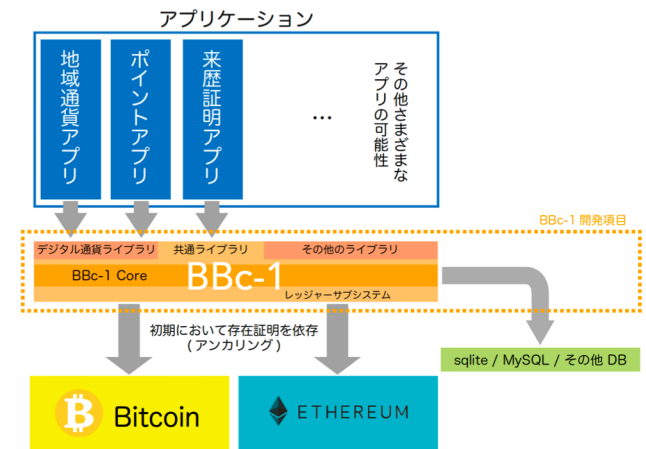 アプリケーション
地域通貨アプリ
ポイントアプリ
来歴証明アプリ
…
その他さまざまな
アプリの可能性
BBc-1 開発項目
デジタル通貨ライブラリ
共通ライブラリ
その他のライブラリ
BBc-1 Core
BBc-1
レッジャーサブシステム
初期において存在証明を依存
( アンカリング )
sqlite / MySQL / その他 DB
Bitcoin
ETHEREUM